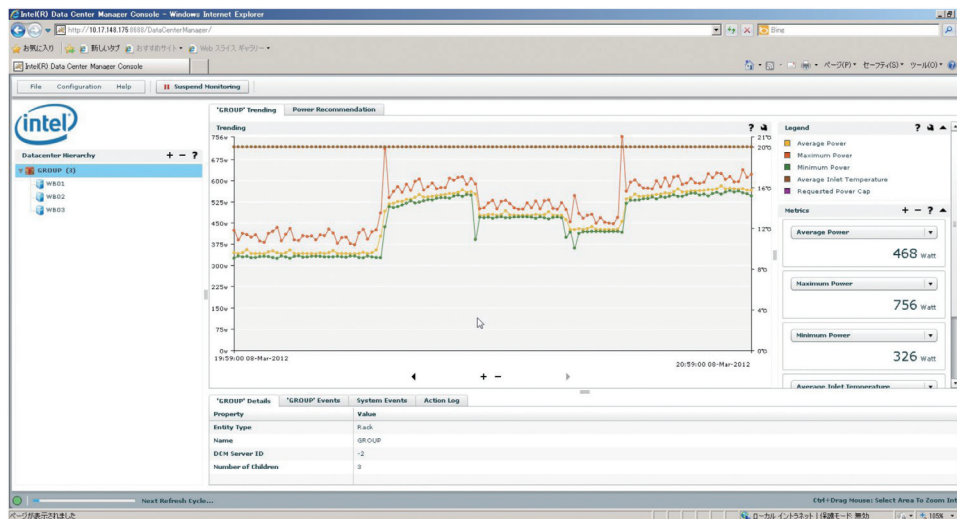 Intel(R) Data Center Manager Console - Windows Internet Explorer
http://10.17.148.175:8688/DataCenterManager/
Bing
お気に入り 新しいタブ おすすめサイト ▾ Web スライス ギャラリー ▾
Intel(R) Data Center Manager Console
ページ(P) ▾ セーフティ(S) ▾ ツール(O) ▾
File Configuration Help Suspend Monitoring
intel
Datacenter Hierarchy + − ?
GROUP (3)
WB01
WB02
WB03
'GROUP' Trending Power Recommendation
Trending ?
756w
675w
600w
525w
450w
375w
300w
225w
150w
75w
0w
21°C
20°C
16°C
12°C
8°C
4°C
0°C
19:59:00 08-Mar-2012
20:59:00 08-Mar-2012
+ −
Legend ?
Average Power
Maximum Power
Minimum Power
Average Inlet Temperature
Requested Power Cap
Metrics + − ?
Average Power
468 Watt
Maximum Power
756 Watt
Minimum Power
326 Watt
Average Inlet Temperature
'GROUP' Details 'GROUP' Events System Events Action Log
Property Value
Entity Type Rack
Name GROUP
DCM Server ID -2
Number of Children 3
Next Refresh Cycle...
Ctrl+Drag Mouse: Select Area To Zoom Int
ページが表示されました
ローカル イントラネット | 保護モード: 無効
105%